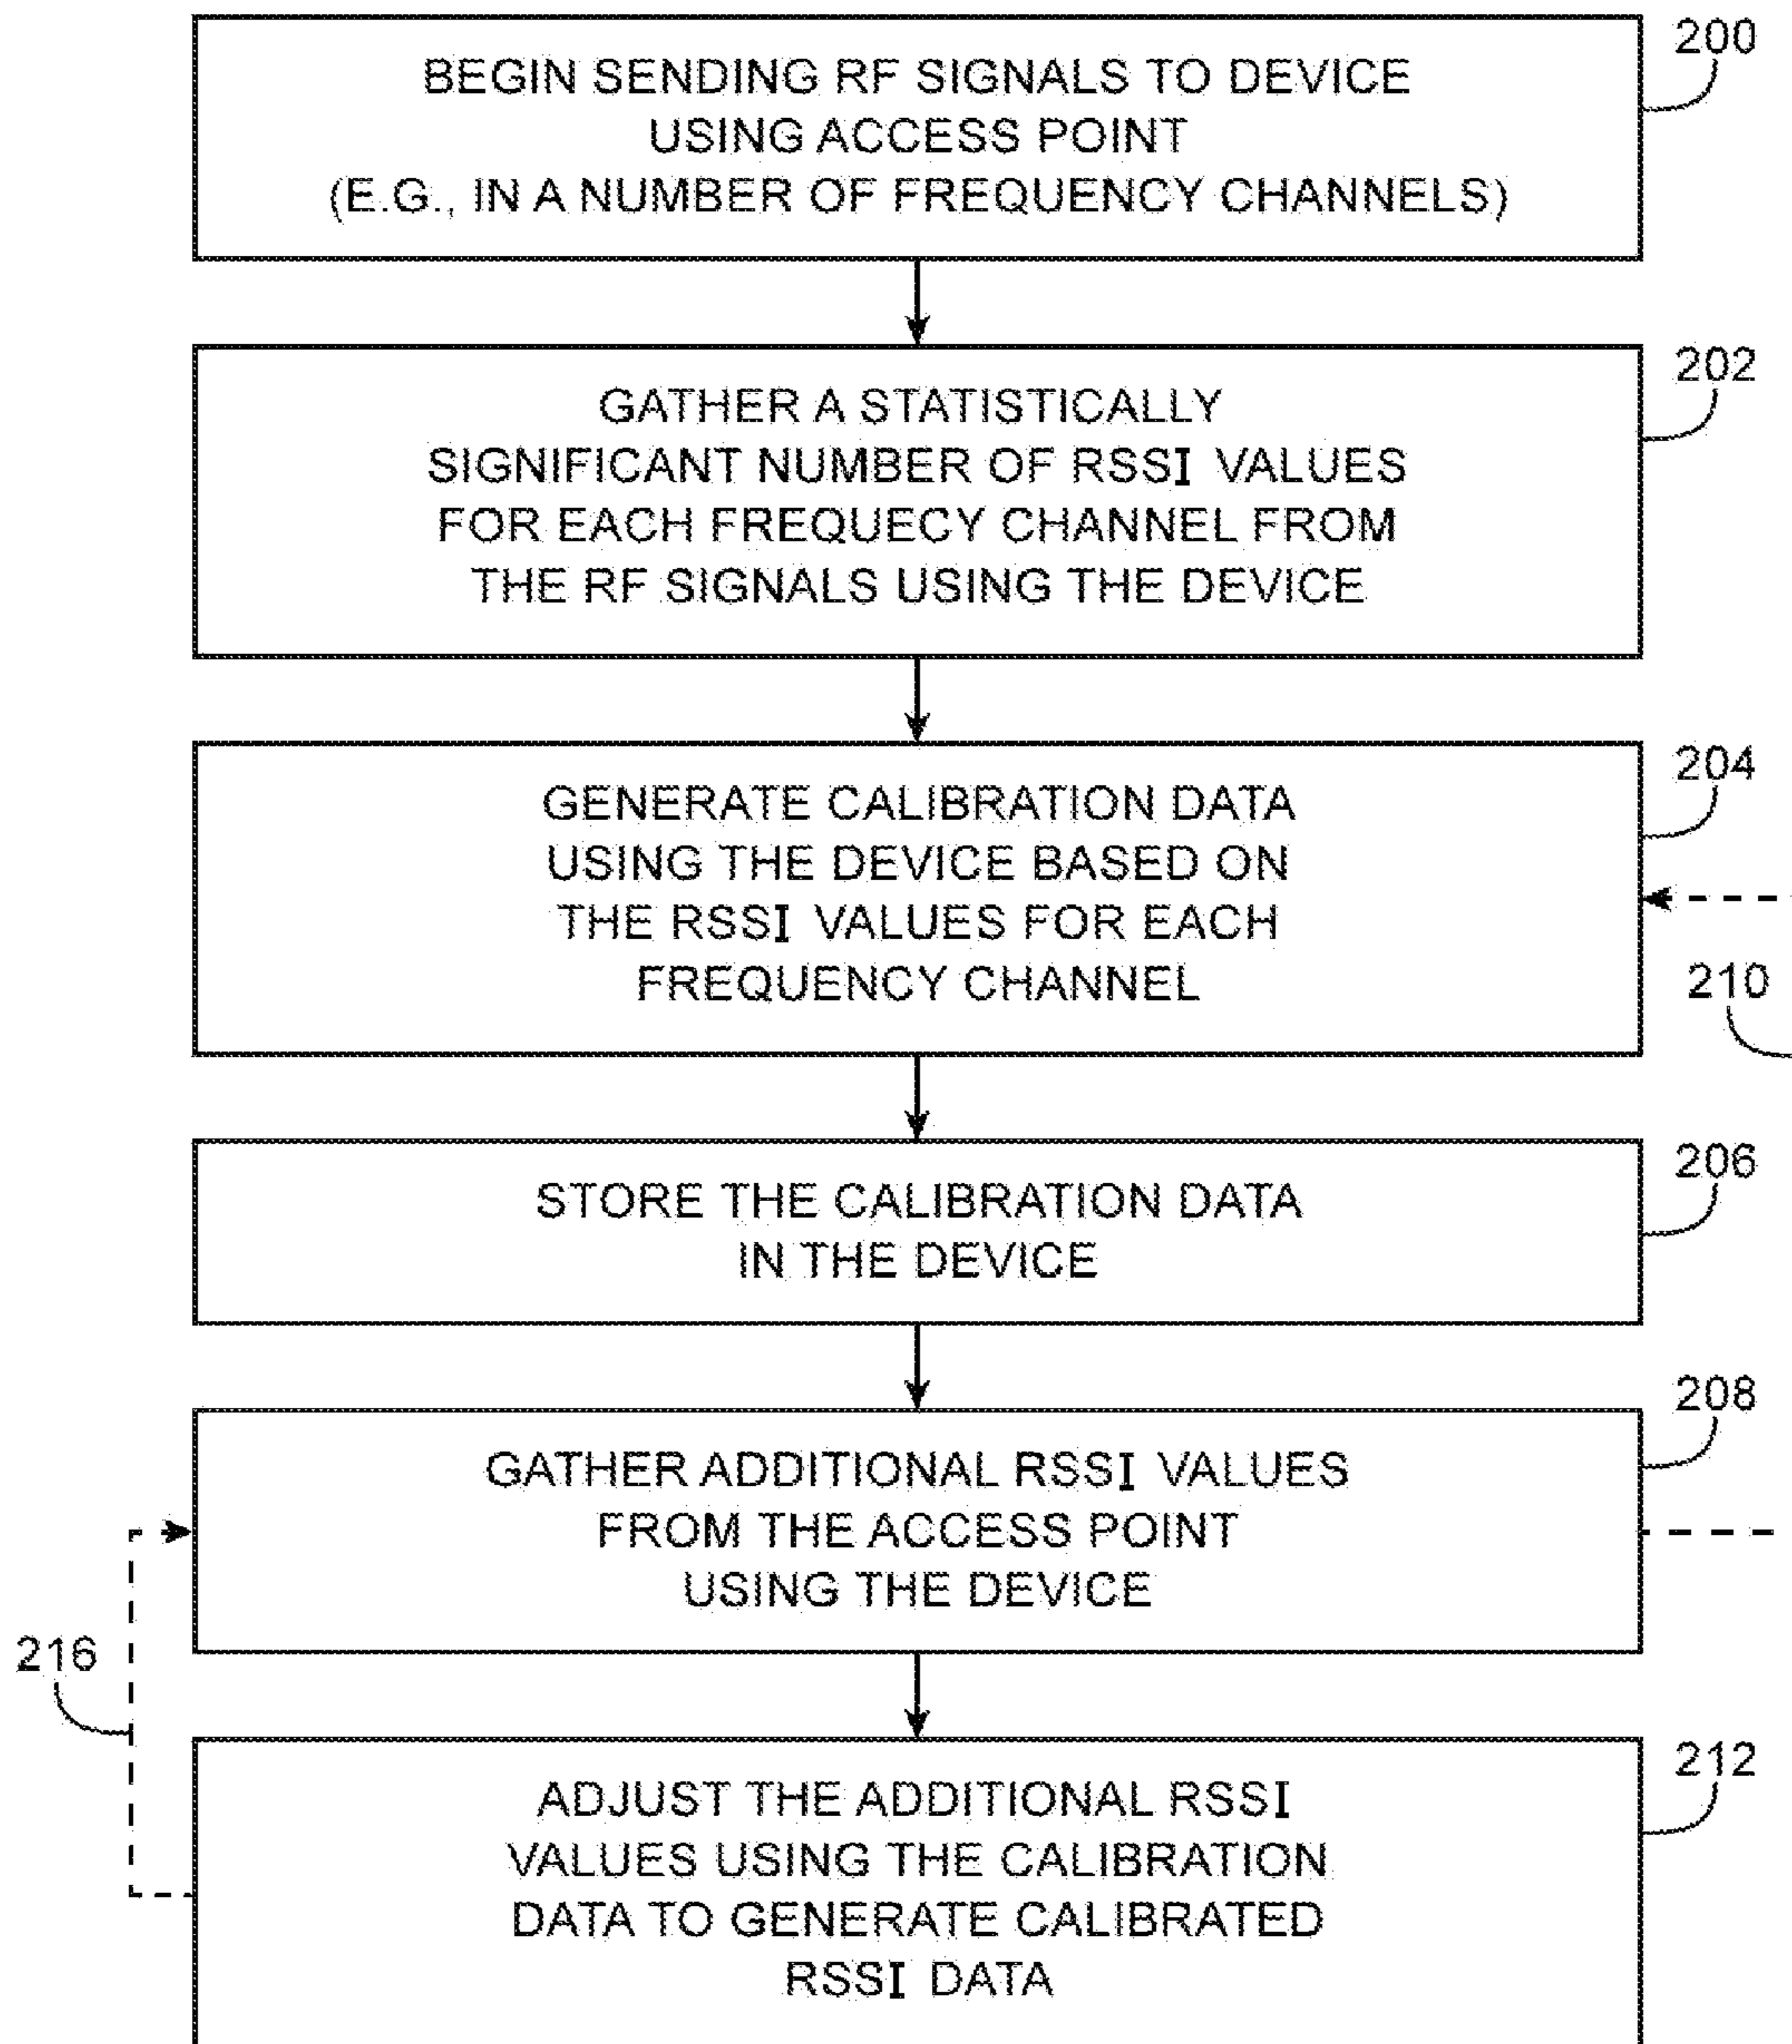 200
BEGIN SENDING RF SIGNALS TO DEVICE
USING ACCESS POINT
(E.G., IN A NUMBER OF FREQUENCY CHANNELS)
202
GATHER A STATISTICALLY
SIGNIFICANT NUMBER OF RSSI VALUES
FOR EACH FREQUECY CHANNEL FROM
THE RF SIGNALS USING THE DEVICE
204
GENERATE CALIBRATION DATA
USING THE DEVICE BASED ON
THE RSSI VALUES FOR EACH
FREQUENCY CHANNEL
210
206
STORE THE CALIBRATION DATA
IN THE DEVICE
208
GATHER ADDITIONAL RSSI VALUES
FROM THE ACCESS POINT
USING THE DEVICE
216
212
ADJUST THE ADDITIONAL RSSI
VALUES USING THE CALIBRATION
DATA TO GENERATE CALIBRATED
RSSI DATA